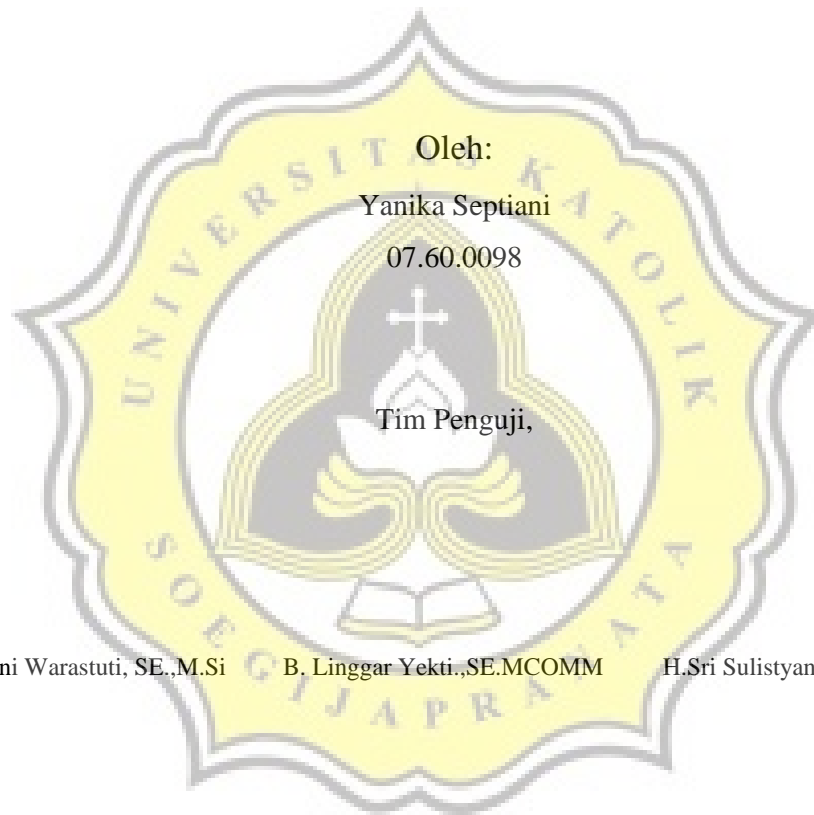 UNIVERSITAS KATOLIK
SOEGIJAPRANATA
Oleh:
Yanika Septiani
07.60.0098
Tim Penguji,
ni Warastuti, SE.,M.Si B. Linggar Yekti.,SE.MCOMM H.Sri Sulistyan